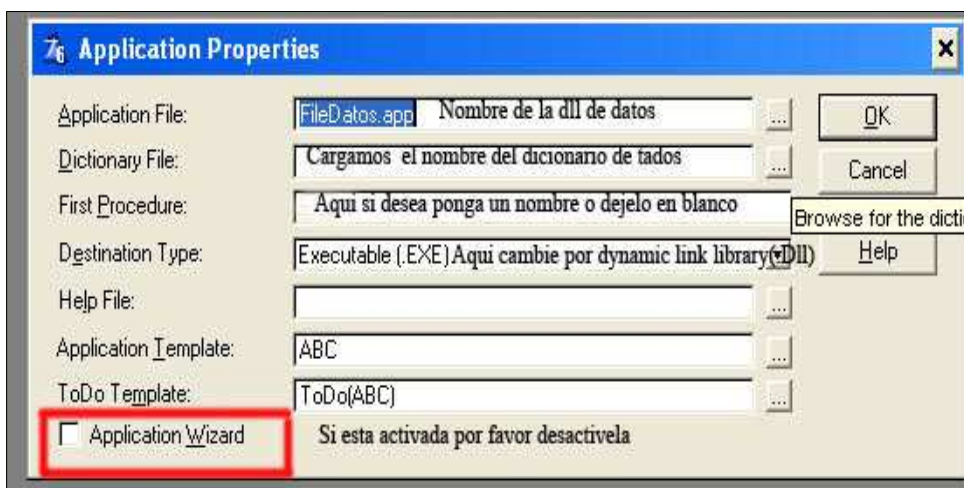 Application Properties
Application File: FileDatos.app Nombre de la dll de datos ...
OK
Dictionary File: Cargamos el nombre del dicionario de tados ...
Cancel
First Procedure: Aqui si desea ponga un nombre o dejelo en blanco
Browse for the dicti
Destination Type: Executable (.EXE) Aqui cambie por dynamic link library(.Dll)
Help
Help File: ...
Application Template: ABC ...
ToDo Template: ToDo(ABC) ...
Application Wizard Si esta activada por favor desactivela